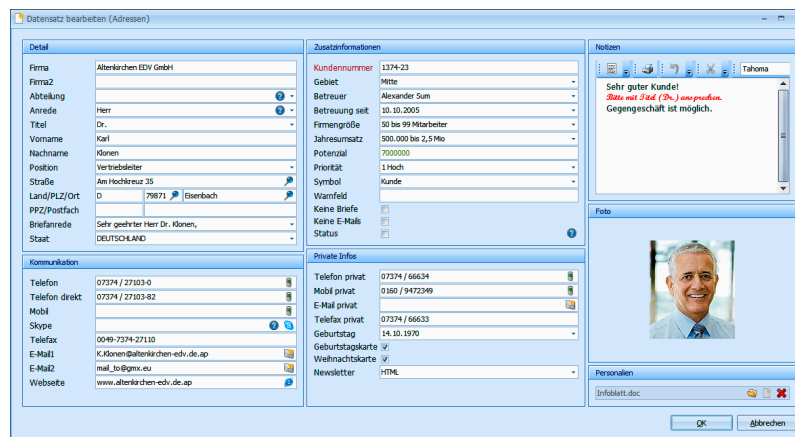 Datensatz bearbeiten (Adressen)
Detail
Firma Altenkirchen EDV GmbH
Firma2
Abteilung
Anrede Herr
Titel Dr.
Vorname Karl
Nachname Klonen
Position Vertriebsleiter
Straße Am Hochkreuz 35
Land/PLZ/Ort D 79871 Eisenbach
PPZ/Postfach
Briefanrede Sehr geehrter Herr Dr. Klonen,
Staat DEUTSCHLAND
Kommunikation
Telefon 07374 / 27103-0
Telefon direkt 07374 / 27103-82
Mobil
Skype
Telefax 0049-7374-27110
E-Mail1 K.Klonen@altenkirchen-edv.de.ap
E-Mail2 mail_to@gmx.eu
Webseite www.altenkirchen-edv.de.ap
Zusatzinformationen
Kundennummer 1374-23
Gebiet Mitte
Betreuer Alexander Sum
Betreuung seit 10.10.2005
Firmengröße 50 bis 99 Mitarbeiter
Jahresumsatz 500.000 bis 2,5 Mio
Potenzial 7000000
Priorität 1 Hoch
Symbol Kunde
Warnfeld
Keine Briefe
Keine E-Mails
Status
Private Infos
Telefon privat 07374 / 66634
Mobil privat 0160 / 9472349
E-Mail privat
Telefax privat 07374 / 66633
Geburtstag 14.10.1970
Geburtstagskarte
Weihnachtskarte
Newsletter HTML
Notizen
Tahoma
Sehr guter Kunde!
Bitte mit Titel (Dr.) ansprechen.
Gegengeschäft ist möglich.
Foto
Personalien
Infoblatt.doc
OK Abbrechen